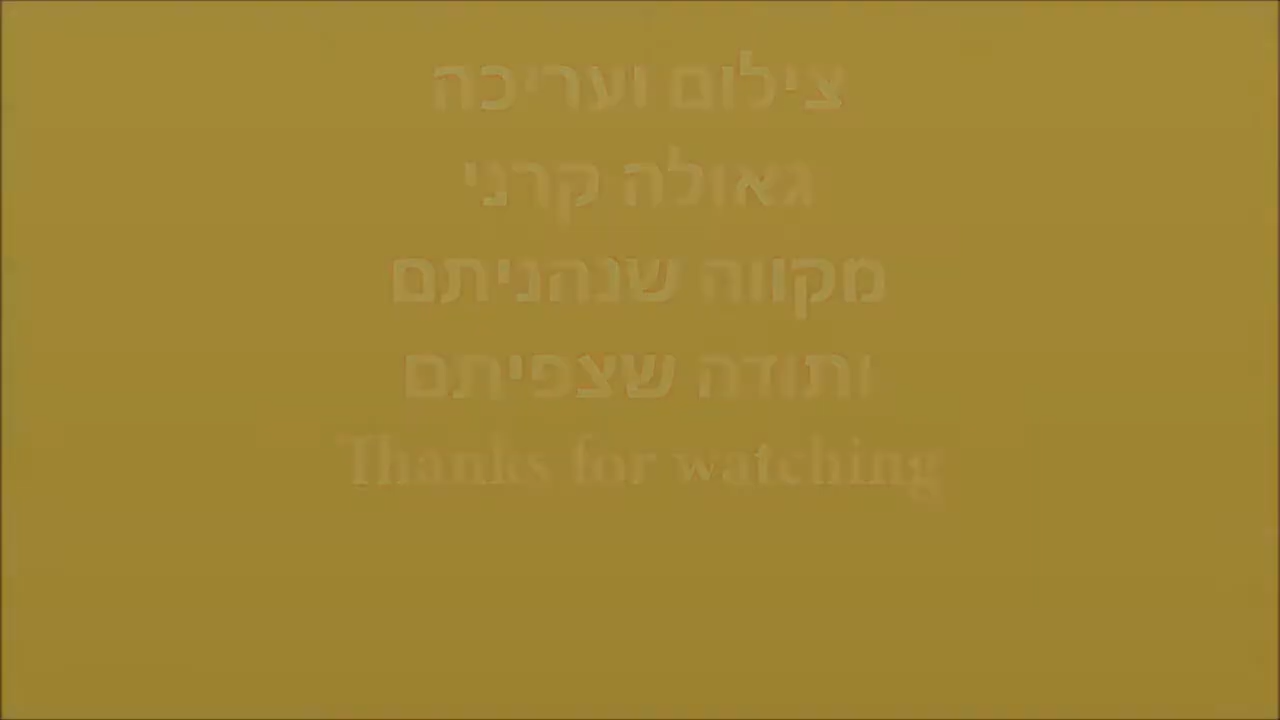 צילום ועריכה
גאולה קרני
מקווה שנהניתם
ותודה שצפיתם
Thanks for watching